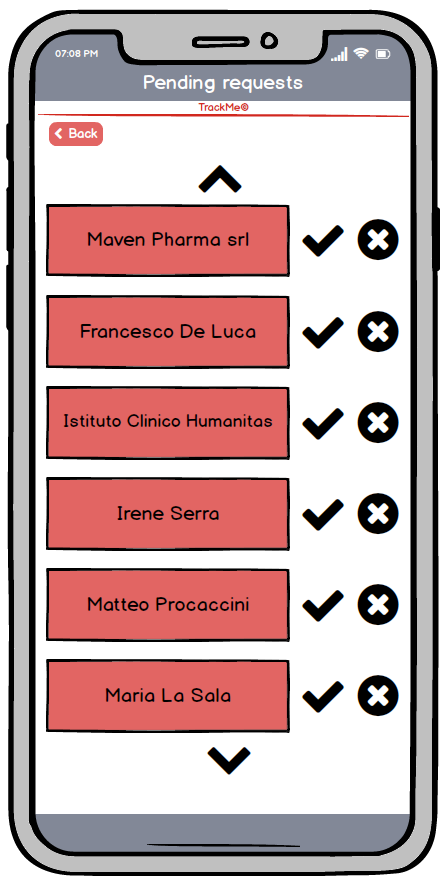 07:08 PM
Pending requests
TrackMe©
Back
Maven Pharma srl
Francesco De Luca
Istituto Clinico Humanitas
Irene Serra
Matteo Procaccini
Maria La Sala